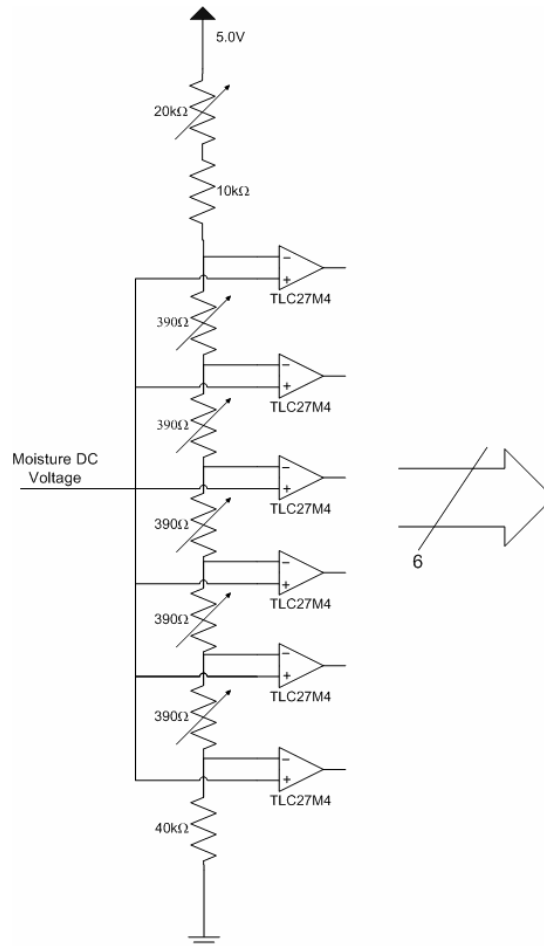 5.0V
20kΩ
10kΩ
TLC27M4
390Ω
TLC27M4
390Ω
Moisture DC
Voltage
TLC27M4
390Ω
6
TLC27M4
390Ω
TLC27M4
390Ω
TLC27M4
40kΩ